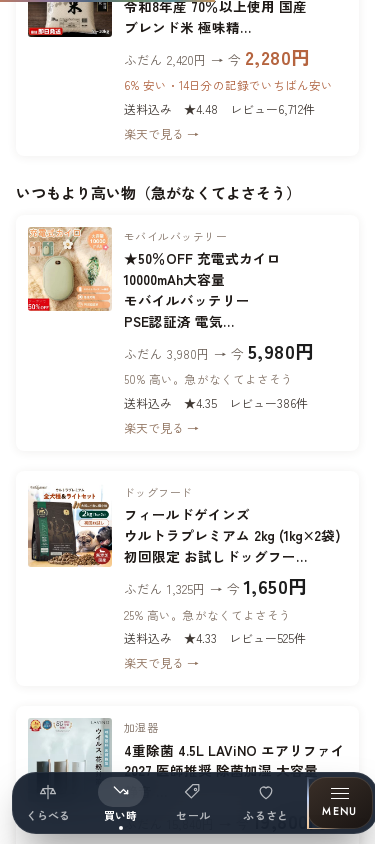 米
即日発送
令和8年産 70％以上使用 国産
ブレンド米 極味精…
ふだん 2,420円 → 今 2,280円
6% 安い・14日分の記録でいちばん安い
送料込み ★4.48 レビュー6,712件
楽天で見る →
いつもより高い物（急がなくてよさそう）
モバイルバッテリー
★50％OFF 充電式カイロ
10000mAh大容量
モバイルバッテリー
PSE認証済 電気…
ふだん 3,980円 → 今 5,980円
50% 高い。急がなくてよさそう
送料込み ★4.35 レビュー386件
楽天で見る →
ドッグフード
フィールドゲインズ
ウルトラプレミアム 2kg (1kg×2袋)
初回限定 お試しドッグフー…
ふだん 1,325円 → 今 1,650円
25% 高い。急がなくてよさそう
送料込み ★4.33 レビュー525件
楽天で見る →
加湿器
4重除菌 4.5L LAViNO エアリファイ
2027 医師推奨 除菌加湿 大容量
くらべる
買い時
セール
ふるさと
MENU